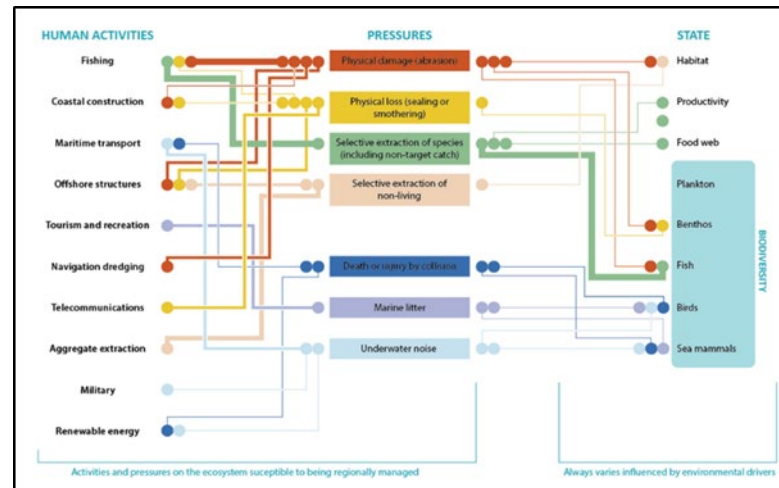 HUMAN ACTIVITIES
PRESSURES
STATE
Fishing
Physical damage (abrasion)
Habitat
Coastal construction
Physical loss (sealing or
smothering)
Productivity
Maritime transport
Selective extraction of species
(including non-target catch)
Food web
Offshore structures
Selective extraction of
non-living
Plankton
Tourism and recreation
Benthos
Navigation dredging
Death or injury by collision
Fish
BIODIVERSITY
Telecommunications
Marine litter
Birds
Aggregate extraction
Underwater noise
Sea mammals
Military
Renewable energy
Activities and pressures on the ecosystem suceptible to being regionally managed
Always varies influenced by environmental drivers